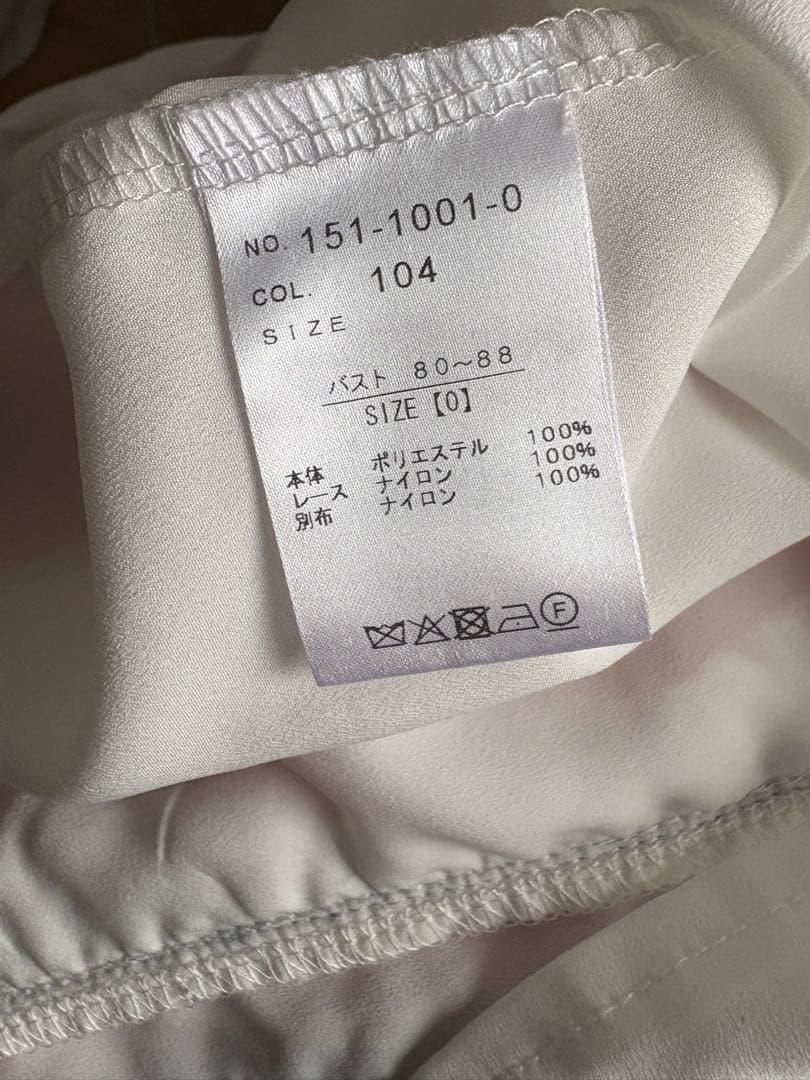 NO. 151-1001-0
COL. 104
SIZE
バスト 80〜88
SIZE【0】
本体 ポリエステル 100%
レース ナイロン 100%
別布 ナイロン 100%
F